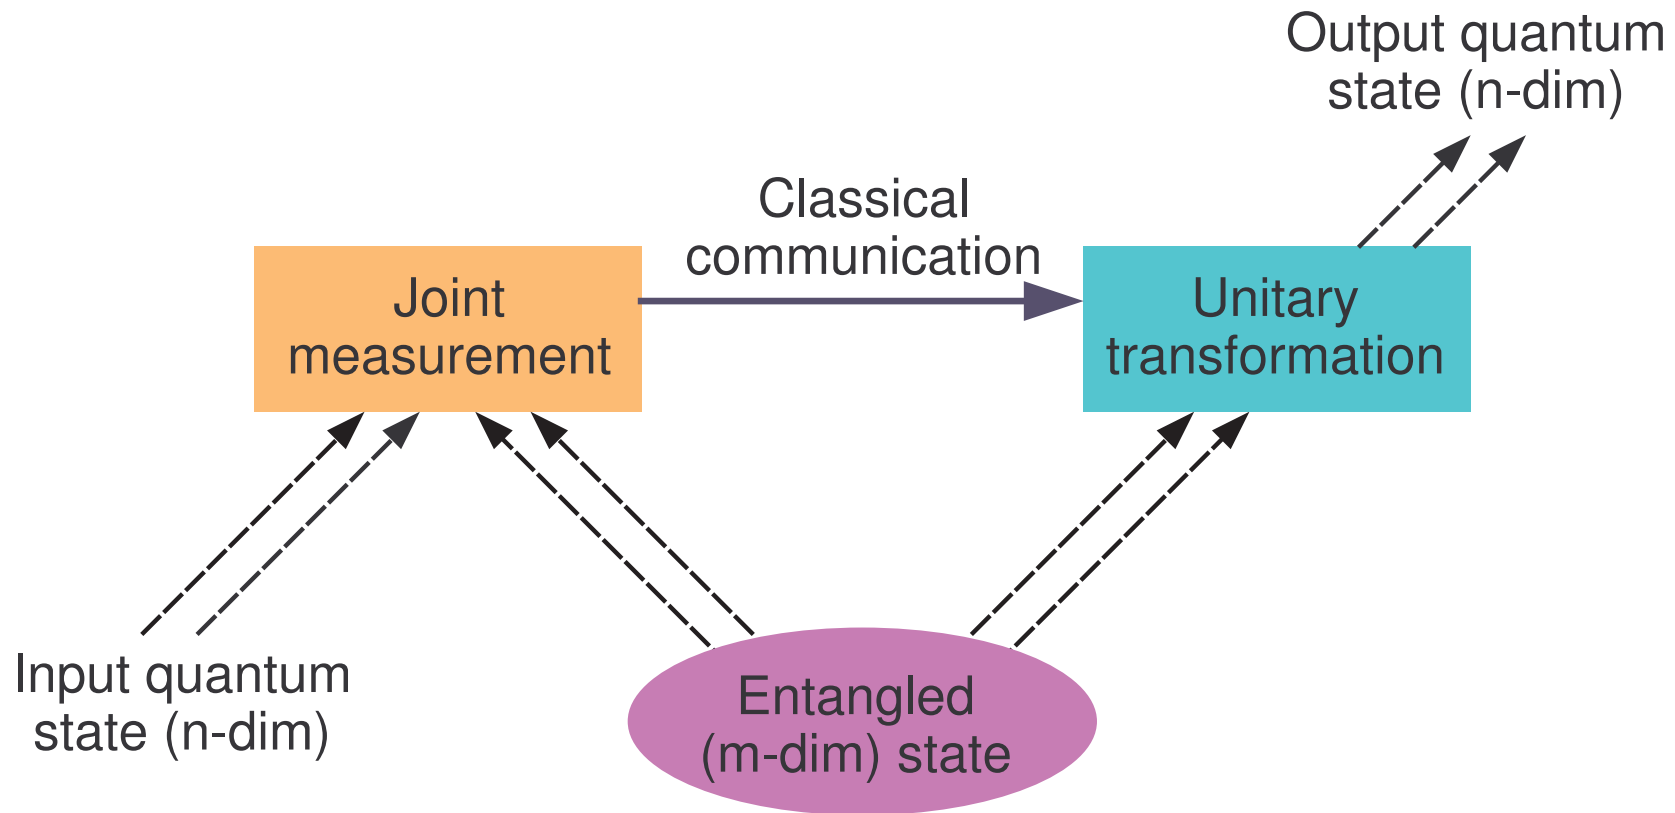 Output quantum
state (n-dim)
Classical
communication
Joint
measurement
Unitary
transformation
Input quantum
state (n-dim)
Entangled
(m-dim) state